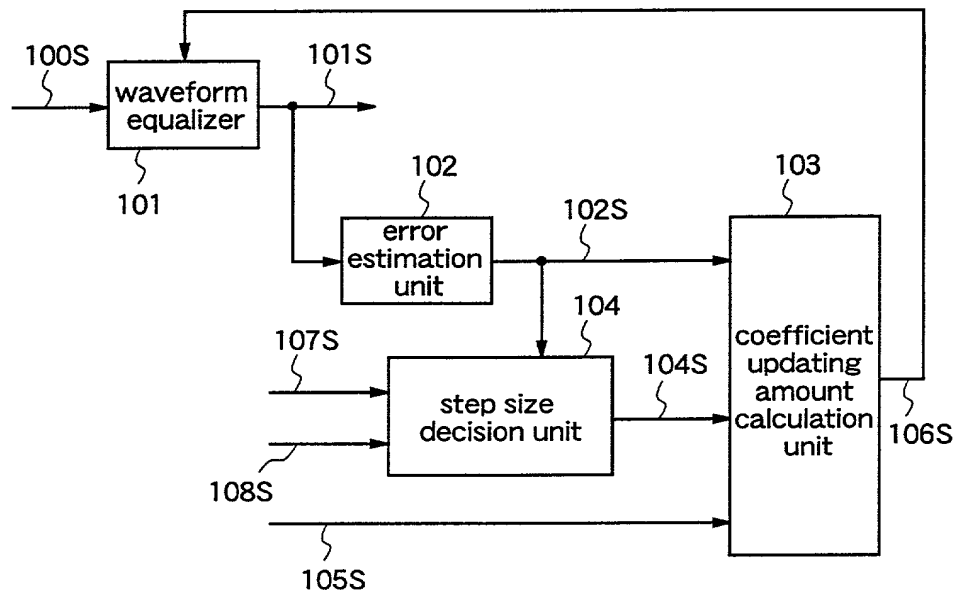 100S
101S
waveform
equalizer
101
102
103
102S
error
estimation
unit
104
107S
104S
coefficient
updating
amount
calculation
unit
step size
decision unit
106S
108S
105S